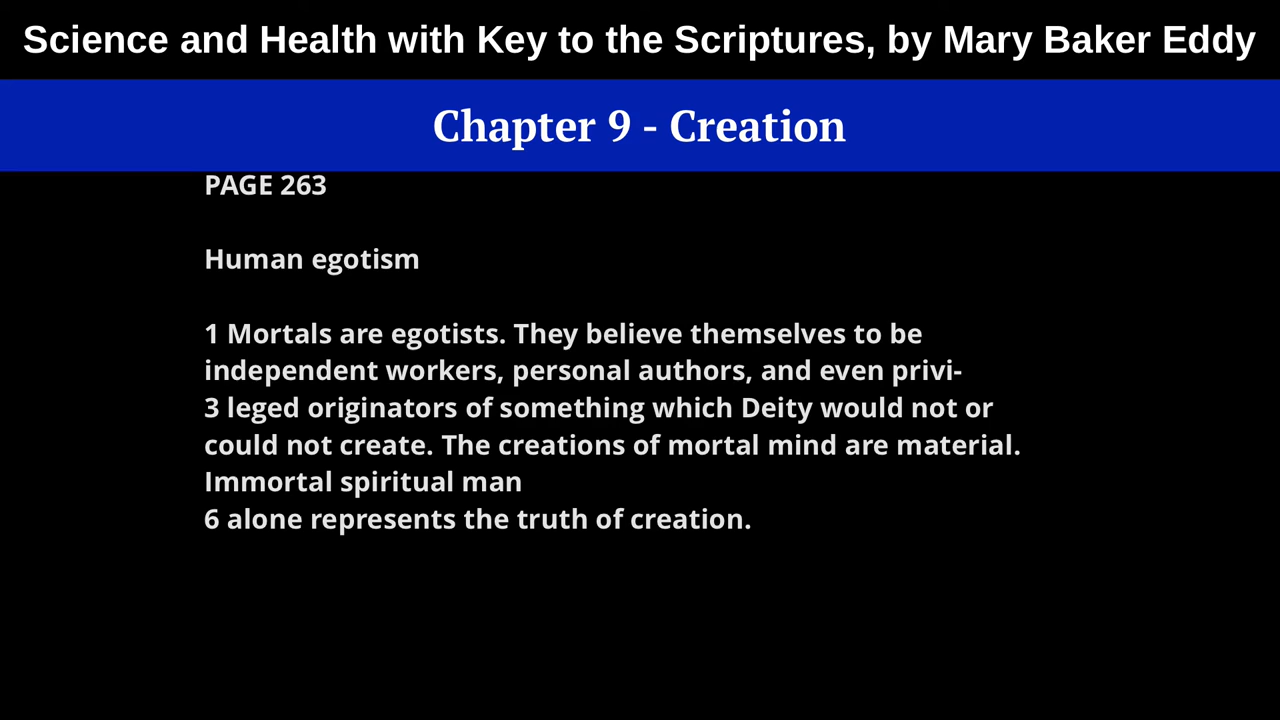 Science and Health with Key to the Scriptures, by Mary Baker Eddy
Chapter 9 - Creation
PAGE 263
Human egotism
1 Mortals are egotists. They believe themselves to be
independent workers, personal authors, and even privi-
3 leged originators of something which Deity would not or
could not create. The creations of mortal mind are material.
Immortal spiritual man
6 alone represents the truth of creation.